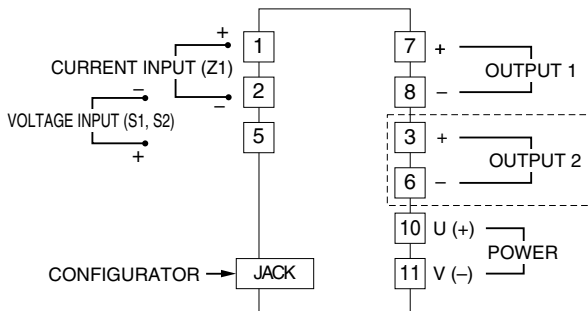 + 1
CURRENT INPUT (Z1)
– – 2
VOLTAGE INPUT (S1, S2)
+ 5
CONFIGURATOR JACK
7 + OUTPUT 1
8 –
3 + OUTPUT 2
6 –
10 U (+) POWER
11 V (–)